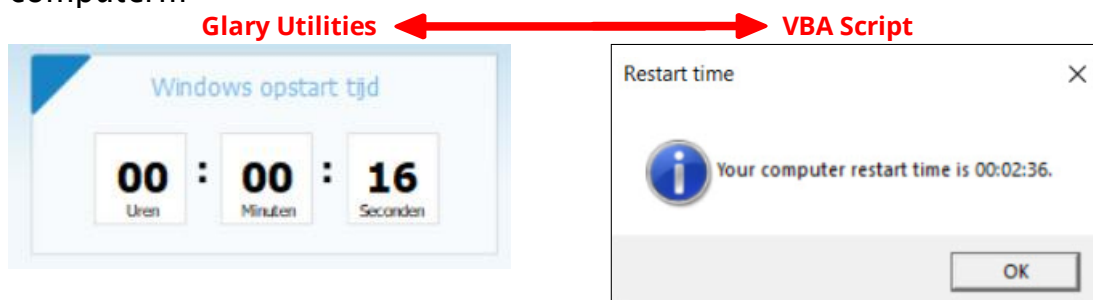 Glary Utilities VBA Script
Windows opstart tijd
00 : 00 : 16
Uren Minuten Seconden
Restart time
Your computer restart time is 00:02:36.
OK